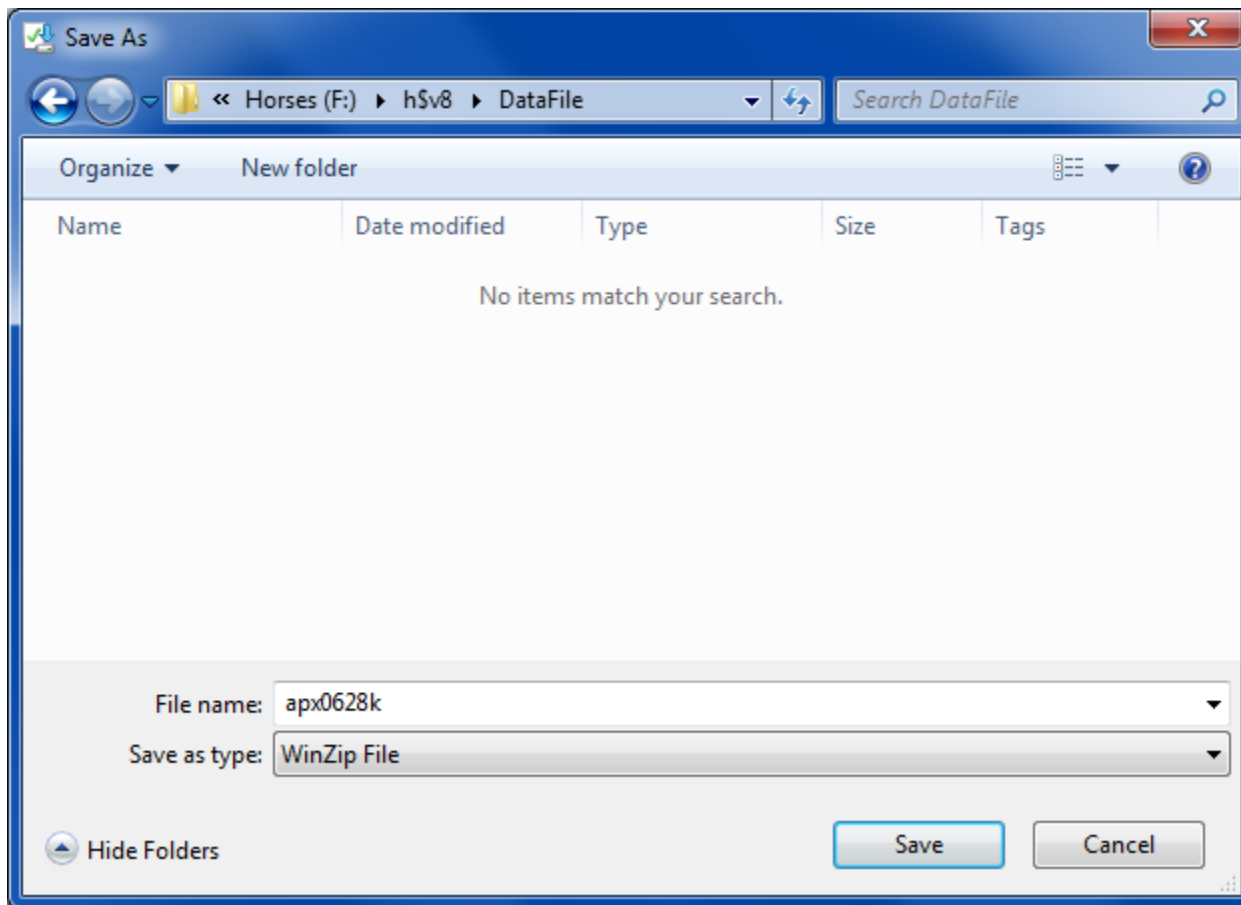 Save As
« Horses (F:) ▸ h$v8 ▸ DataFile
Search DataFile
Organize
New folder
Name Date modified Type Size Tags
No items match your search.
File name: apx0628k
Save as type: WinZip File
Hide Folders
Save
Cancel